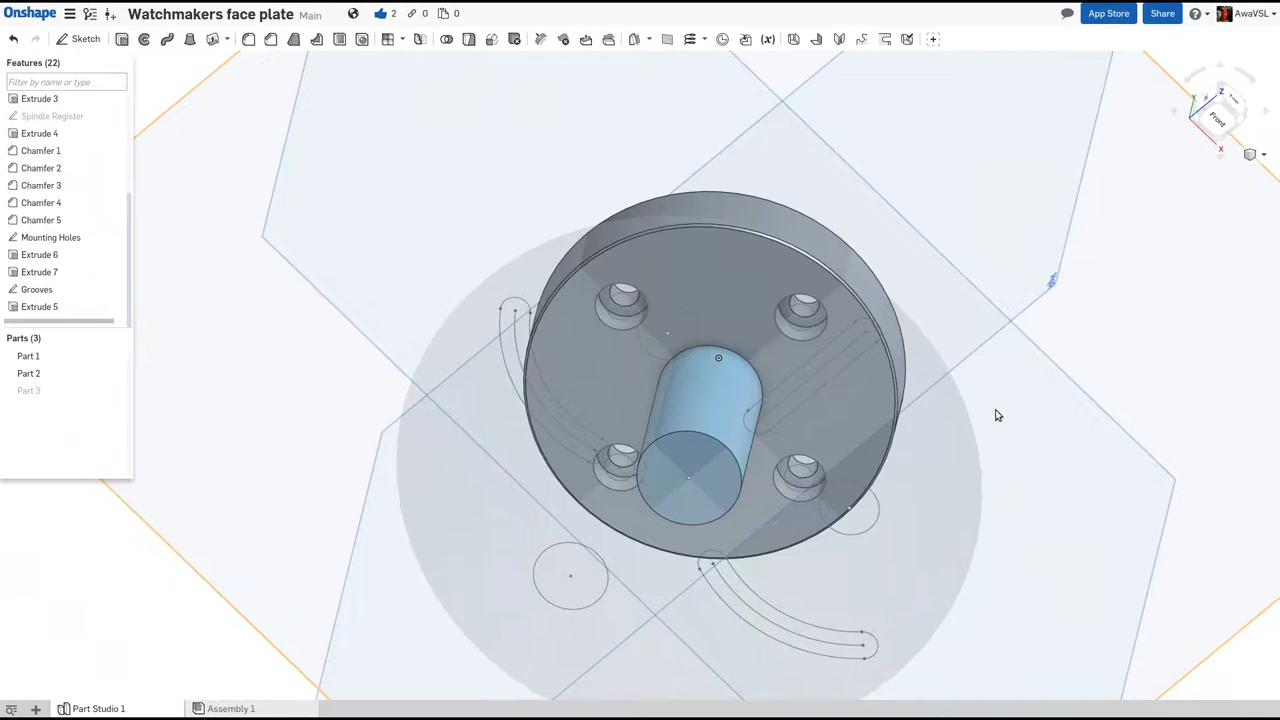 Onshape
Watchmakers face plate Main
2
0
0
App Store
Share
AwaVSL
Sketch
(x)
Features (22)
Filter by name or type
Extrude 3
Spindle Register
Extrude 4
Chamfer 1
Chamfer 2
Chamfer 3
Chamfer 4
Chamfer 5
Mounting Holes
Extrude 6
Extrude 7
Grooves
Extrude 5
Parts (3)
Part 1
Part 2
Part 3
Z
Y
Front
X
Part Studio 1
Assembly 1